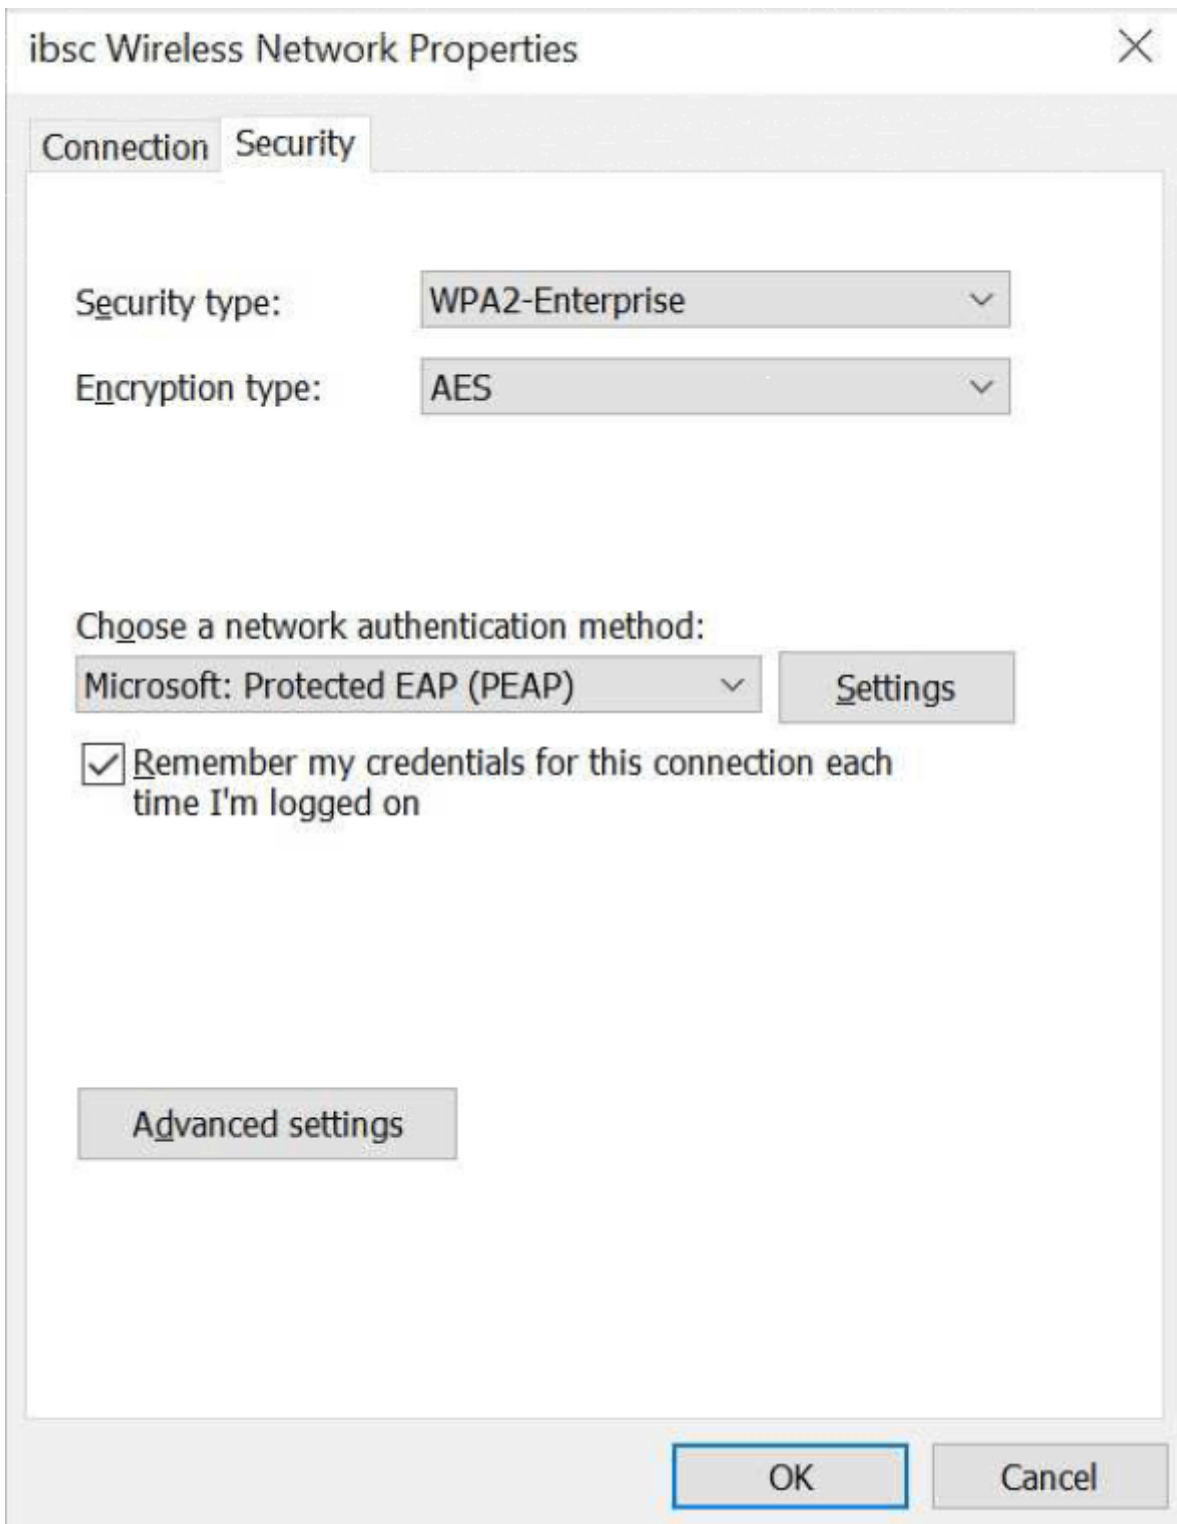 ibsc Wireless Network Properties
Connection Security
Security type: WPA2-Enterprise
Encryption type: AES
Choose a network authentication method:
Microsoft: Protected EAP (PEAP) Settings
Remember my credentials for this connection each
time I'm logged on
Advanced settings
OK Cancel